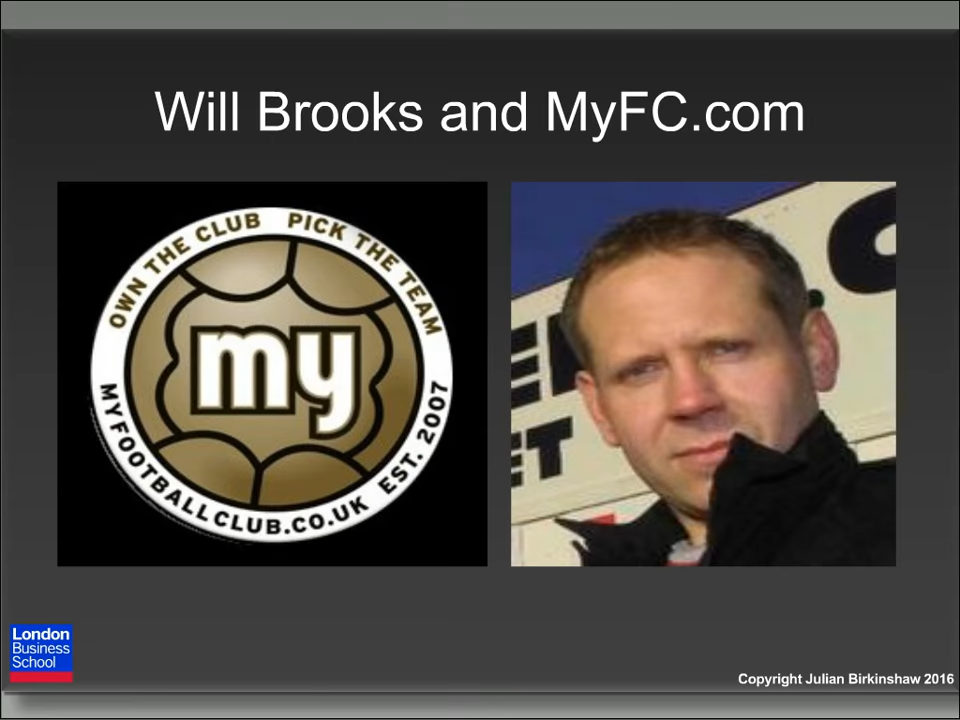 Will Brooks and MyFC.com
OWN THE CLUB PICK THE TEAM
my
MYFOOTBALLCLUB.CO.UK EST. 2007
London
Business
School
Copyright Julian Birkinshaw 2016